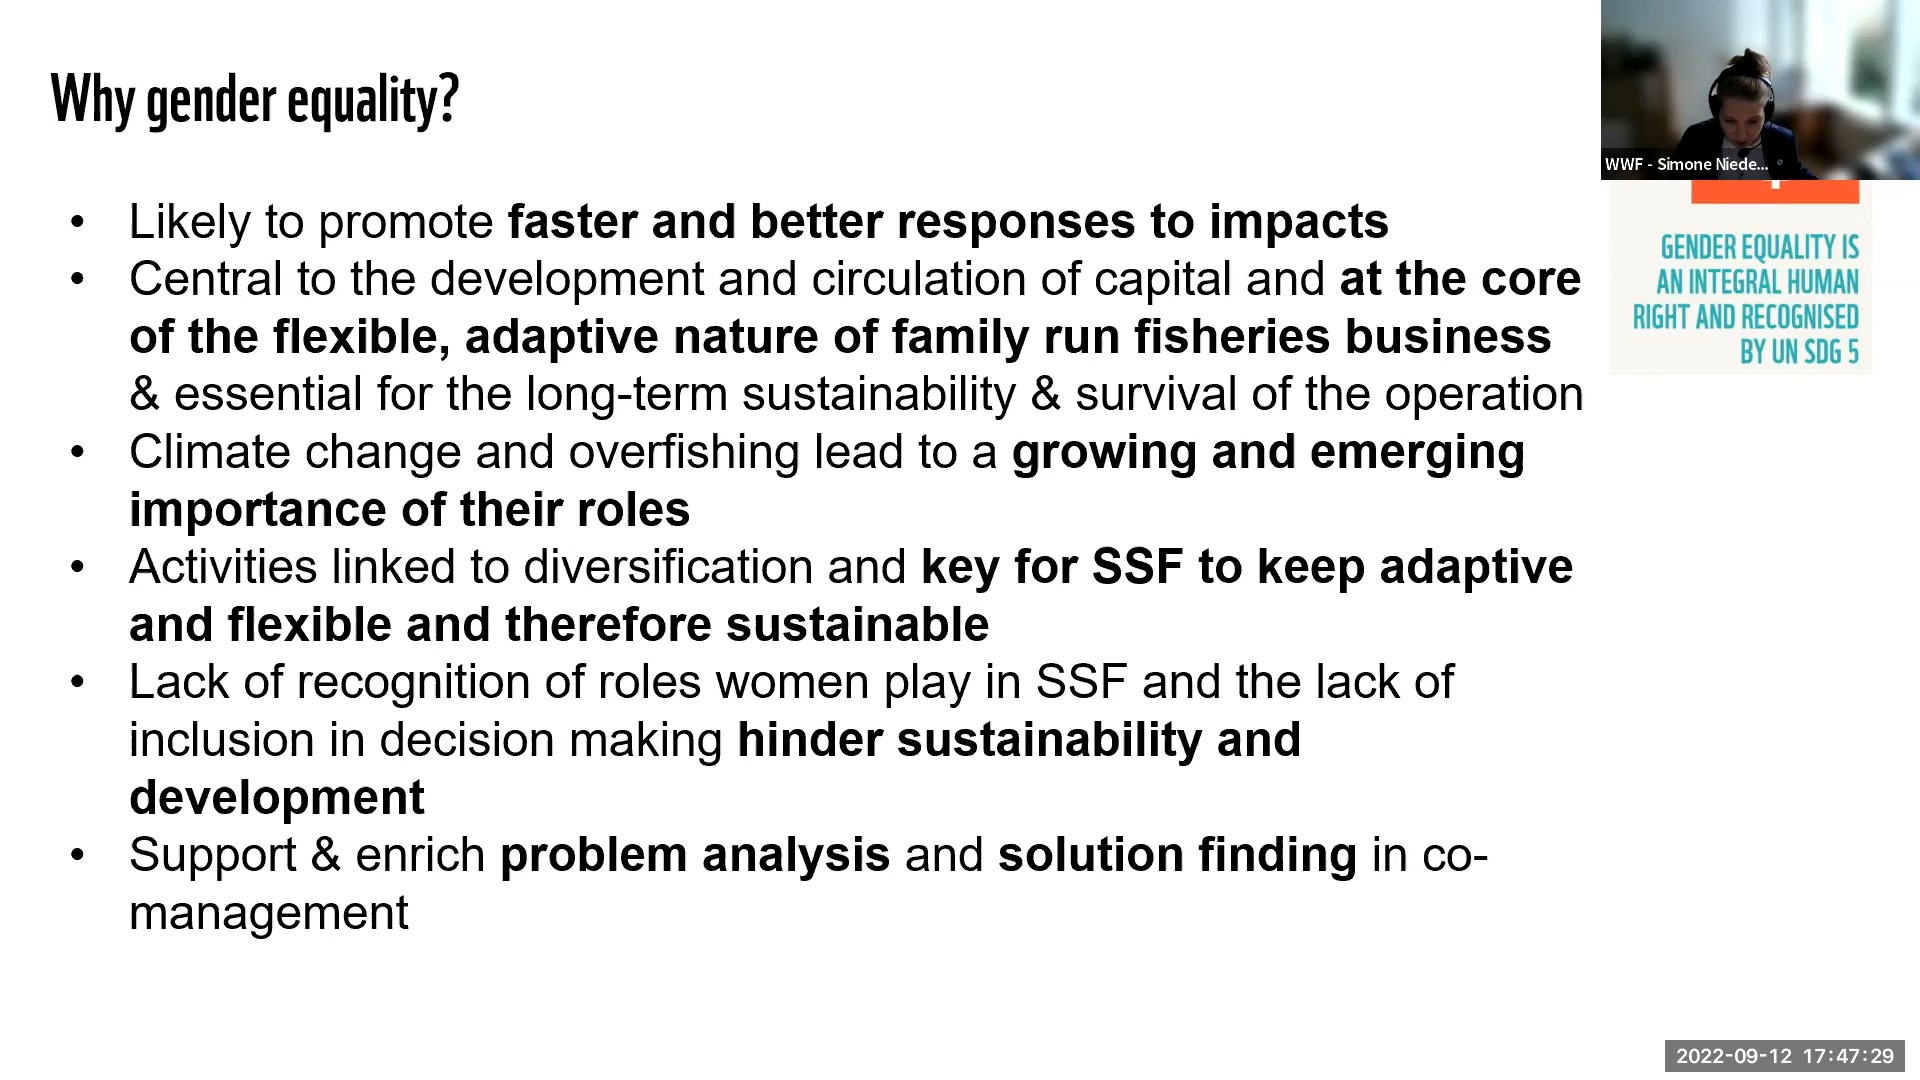 Why gender equality?
WWF - Simone Niede...
• Likely to promote faster and better responses to impacts
• Central to the development and circulation of capital and at the core
of the flexible, adaptive nature of family run fisheries business
& essential for the long-term sustainability & survival of the operation
• Climate change and overfishing lead to a growing and emerging
importance of their roles
• Activities linked to diversification and key for SSF to keep adaptive
and flexible and therefore sustainable
• Lack of recognition of roles women play in SSF and the lack of
inclusion in decision making hinder sustainability and
development
• Support & enrich problem analysis and solution finding in co-
management
GENDER EQUALITY IS
AN INTEGRAL HUMAN
RIGHT AND RECOGNISED
BY UN SDG 5
2022-09-12 17:47:29